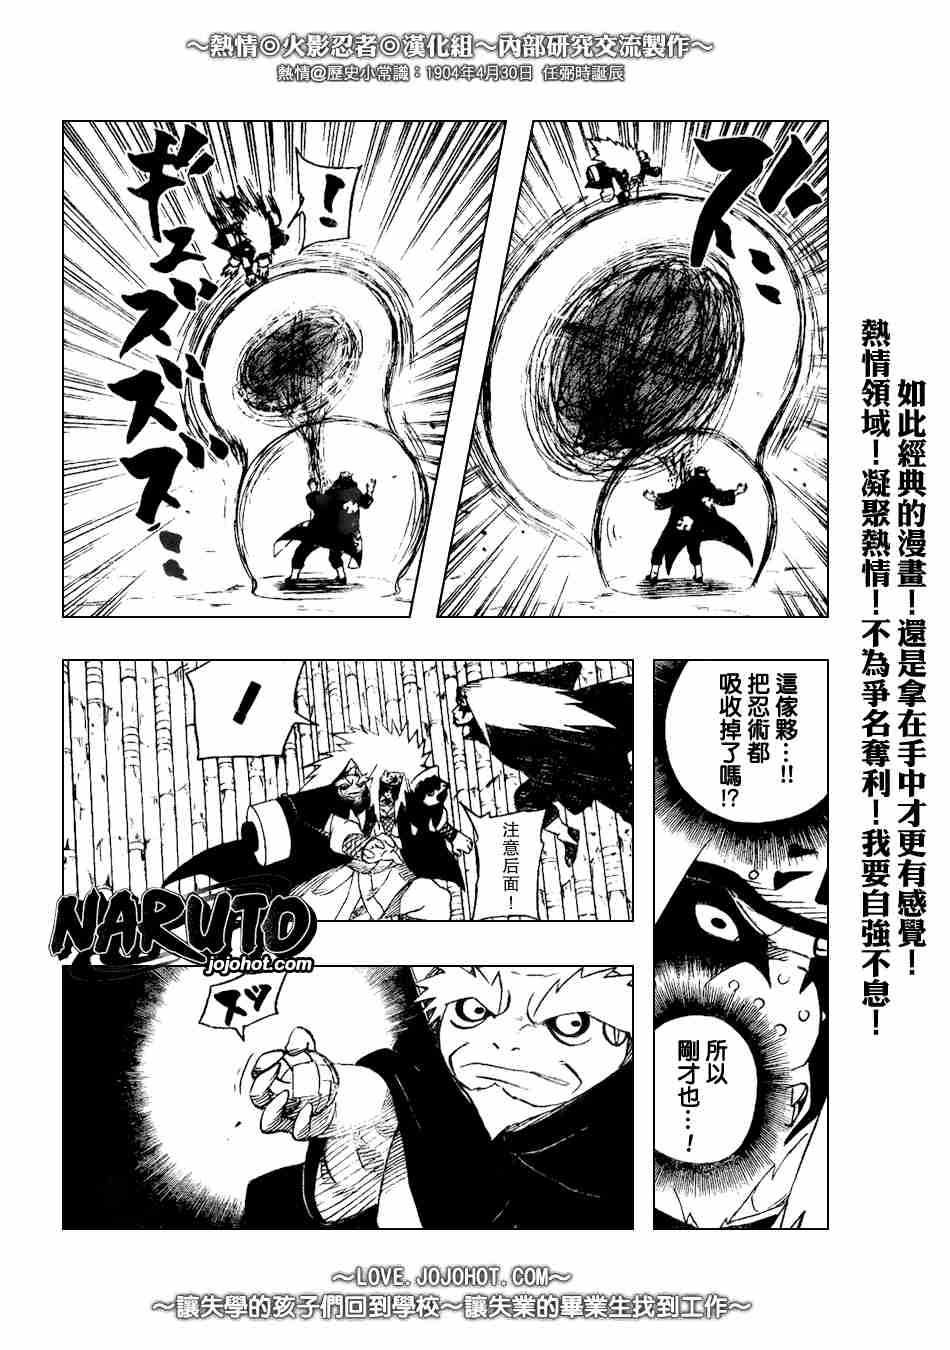 ～熱情◎火影忍者◎漢化組～內部研究交流製作～
熱情@歷史小常識：1904年4月30日 任弼時誕辰
ズズ…
！
ギュズズズズ…
如此經典的漫畫！還是拿在手中才更有感覺！
熱情領域！凝聚熱情！不為爭名奪利！我要自強不息！
這傢夥…!!
把忍術都
吸收掉了嗎!?
所以
剛才也…！
注意后面！
！
NARUTO
jojohot.com
ズッ
～LOVE.JOJOHOT.COM～
～讓失學的孩子們回到學校～讓失業的畢業生找到工作～